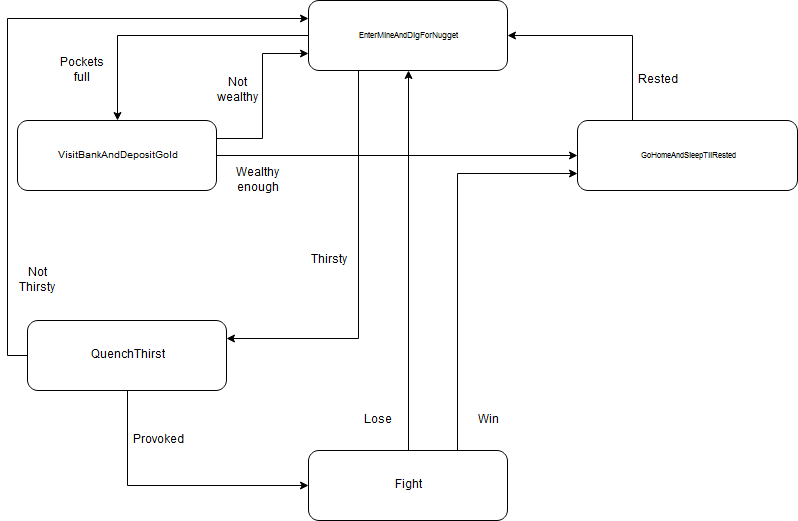 EnterMineAndDigForNugget
Pockets
full
Not
wealthy
Rested
VisitBankAndDepositGold
GoHomeAndSleepTilRested
Wealthy
enough
Thirsty
Not
Thirsty
QuenchThirst
Lose
Win
Provoked
Fight